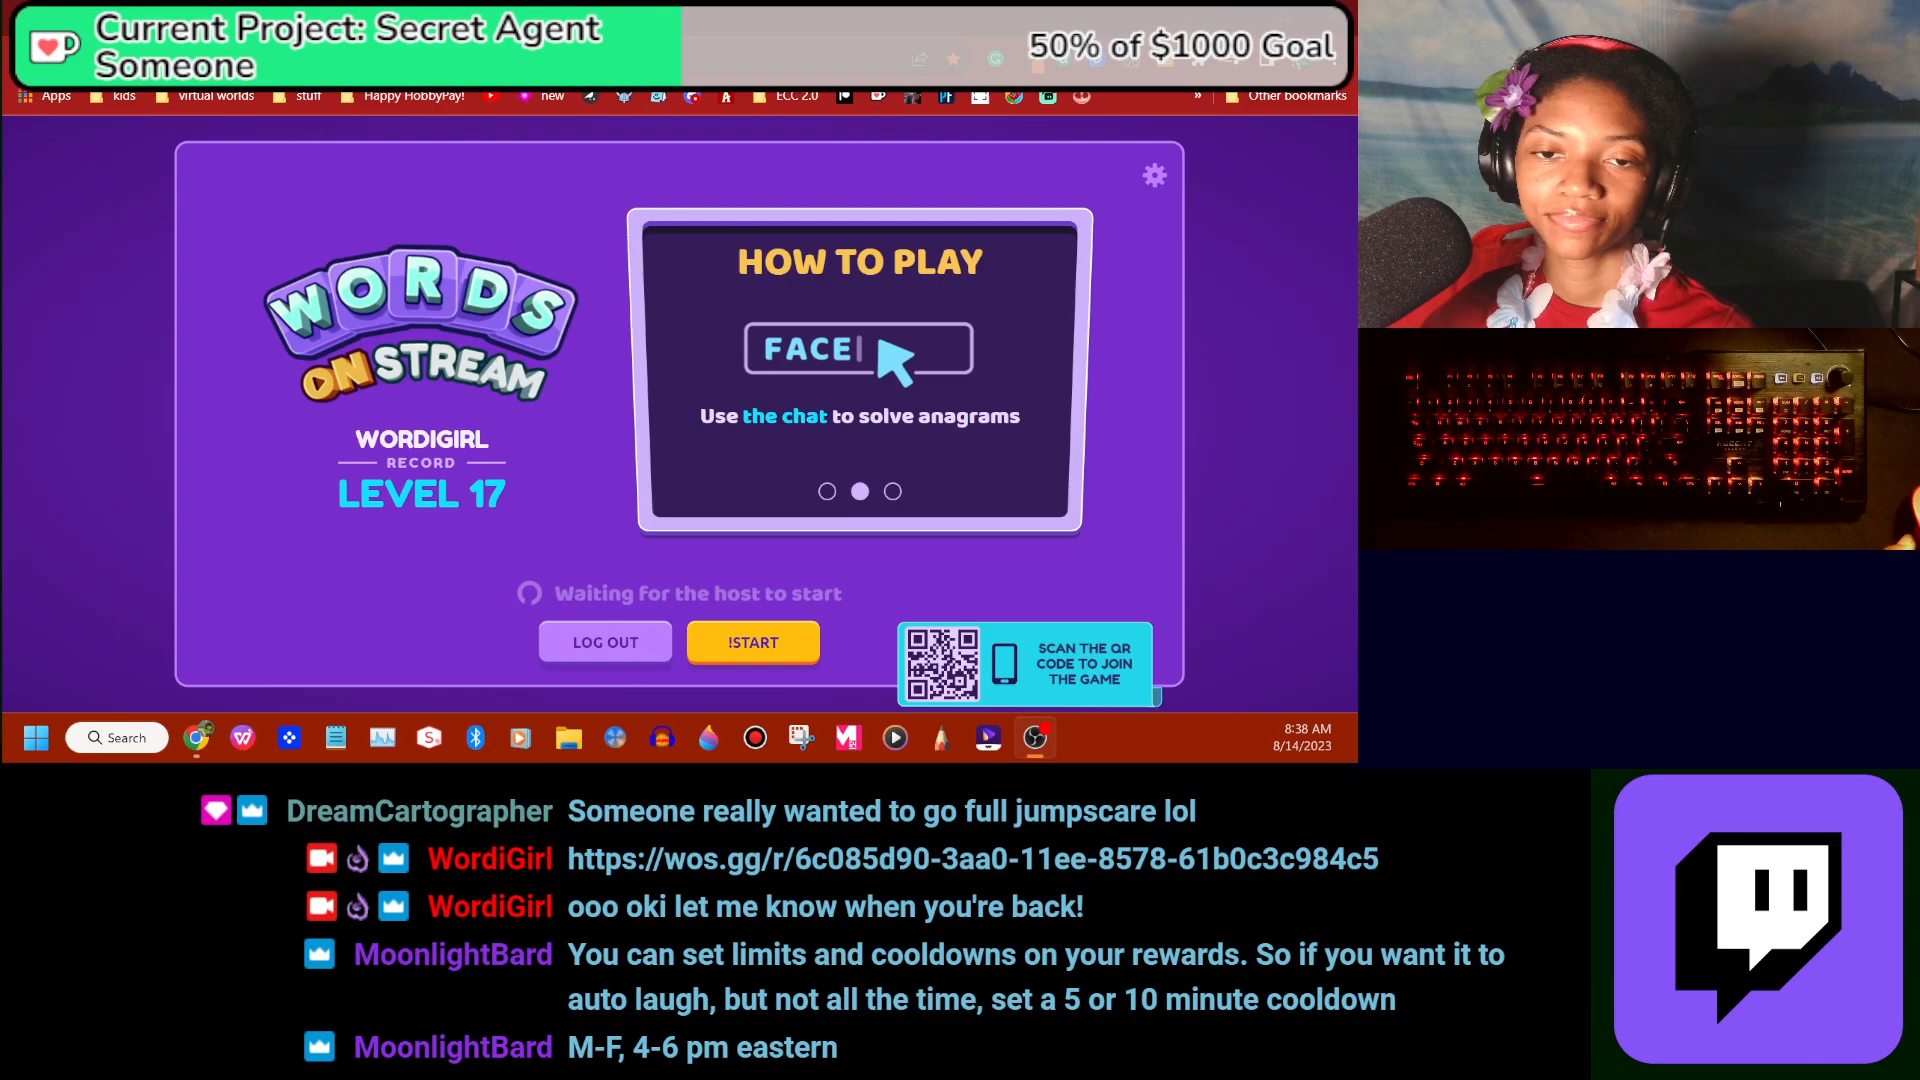 Current Project: Secret Agent
Someone
50% of $1000 Goal
Apps
kids
virtual worlds
stuff
Happy HobbyPay!
new
A
ECC 2.0
PF
»
Other bookmarks
WORDS
ON STREAM
WORDIGIRL
RECORD
LEVEL 17
HOW TO PLAY
FACE
Use the chat to solve anagrams
Waiting for the host to start
LOG OUT
!START
SCAN THE QR
CODE TO JOIN
THE GAME
Search
8:38 AM
8/14/2023
DreamCartographer Someone really wanted to go full jumpscare lol
WordiGirl https://wos.gg/r/6c085d90-3aa0-11ee-8578-61b0c3c984c5
WordiGirl ooo oki let me know when you're back!
MoonlightBard You can set limits and cooldowns on your rewards. So if you want it to
auto laugh, but not all the time, set a 5 or 10 minute cooldown
MoonlightBard M-F, 4-6 pm eastern